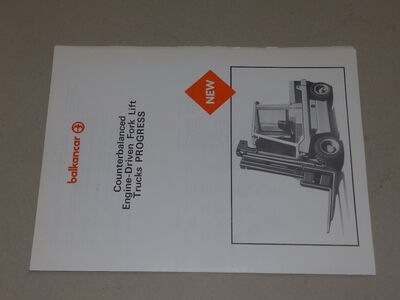 balkancar
Counterbalanced
Engine-Driven Fork Lift
Trucks PROGRESS
NEW